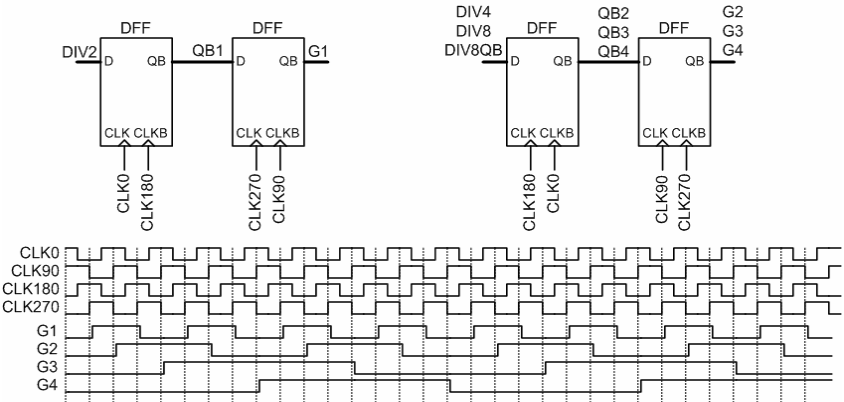 DFF
DFF
DIV2
D
QB
QB1
D
QB
G1
CLK CLKB
CLK CLKB
CLK0
CLK180
CLK270
CLK90
DIV4
DIV8
DIV8QB
DFF
D
QB
QB2
QB3
QB4
DFF
D
QB
G2
G3
G4
CLK CLKB
CLK CLKB
CLK180
CLK0
CLK90
CLK270
CLK0
CLK90
CLK180
CLK270
G1
G2
G3
G4